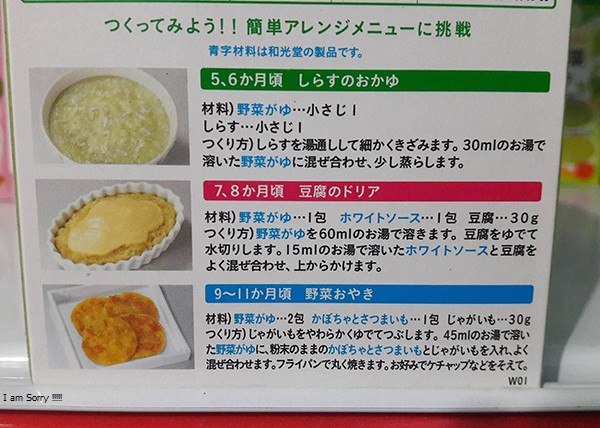 つくってみよう!! 簡単アレンジメニューに挑戦
青字材料は和光堂の製品です。
5、6か月頃 しらすのおかゆ
材料)野菜がゆ…小さじ1
しらす…小さじ1
つくり方)しらすを湯通しして細かくきざみます。30mlのお湯で
溶いた野菜がゆに混ぜ合わせ、少し蒸らします。
7、8か月頃 豆腐のドリア
材料)野菜がゆ…1包 ホワイトソース…1包 豆腐…30g
つくり方)野菜がゆを60mlのお湯で溶きます。豆腐をゆでて
水切りします。15mlのお湯で溶いたホワイトソースと豆腐を
よく混ぜ合わせ、上からかけます。
9〜11か月頃 野菜おやき
材料)野菜がゆ…2包 かぼちゃとさつまいも…1包 じゃがいも…30g
つくり方)じゃがいもをやわらかくゆでてつぶします。45mlのお湯で溶い
た野菜がゆに、粉末のままのかぼちゃとさつまいもとじゃがいもを入れ、よく
混ぜ合わせます。フライパンで丸く焼きます。お好みでケチャップなどをそえて。
W01
I am Sorry !!!!!